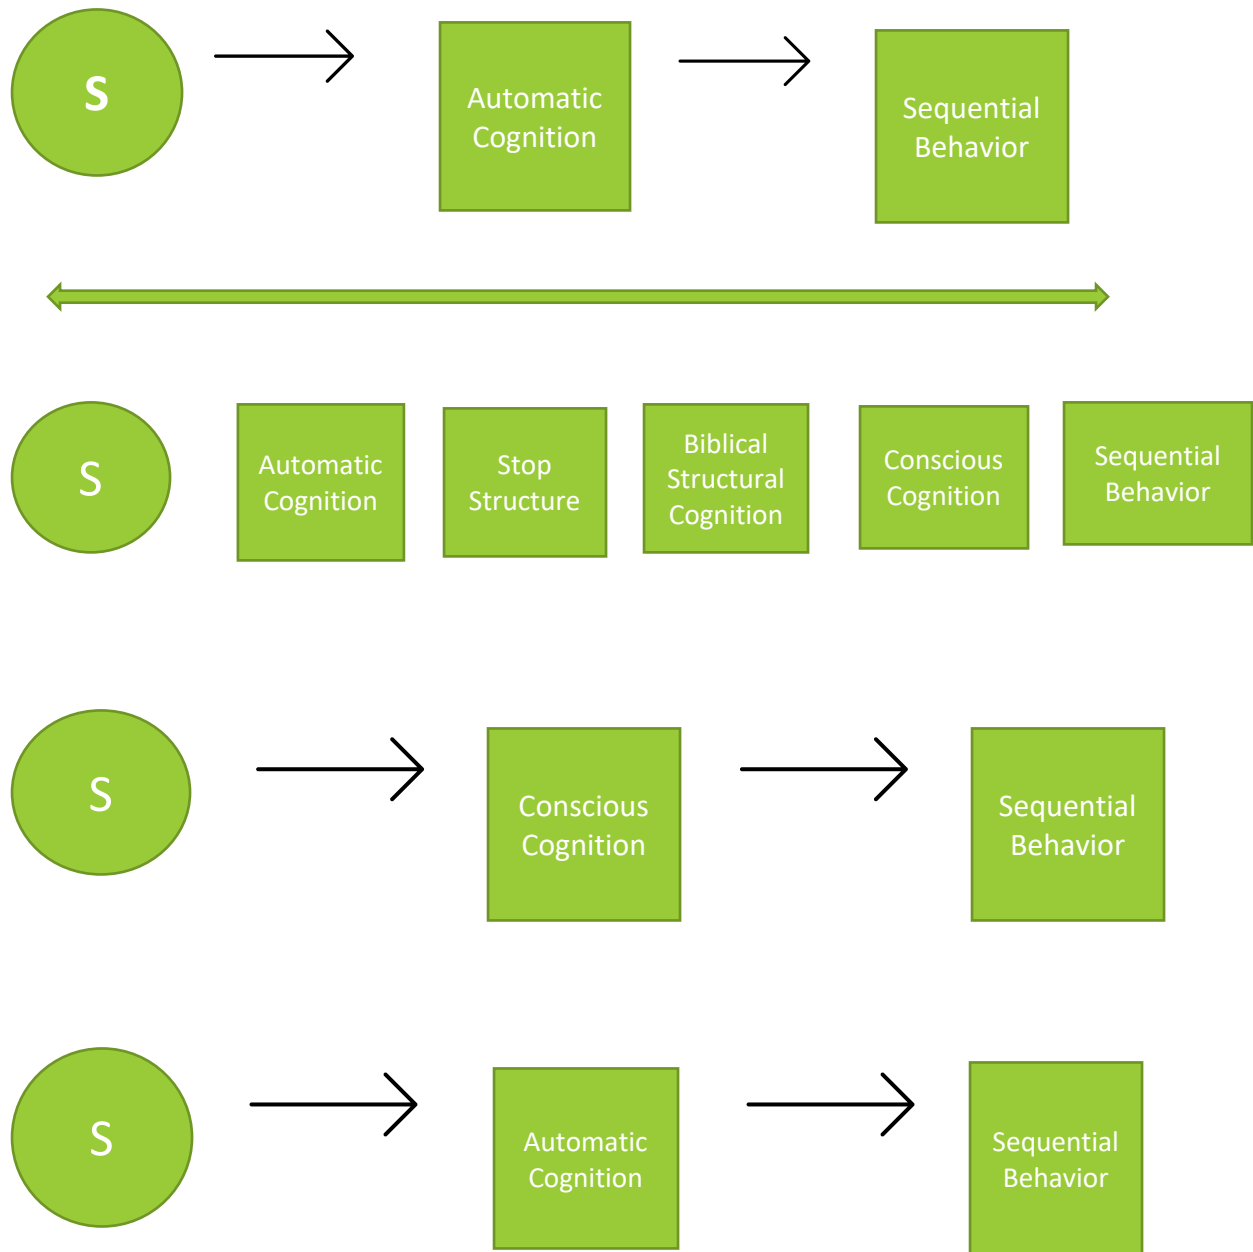 S
Automatic
Cognition
Sequential
Behavior
S
Automatic
Cognition
Stop
Structure
Biblical
Structural
Cognition
Conscious
Cognition
Sequential
Behavior
S
Conscious
Cognition
Sequential
Behavior
S
Automatic
Cognition
Sequential
Behavior